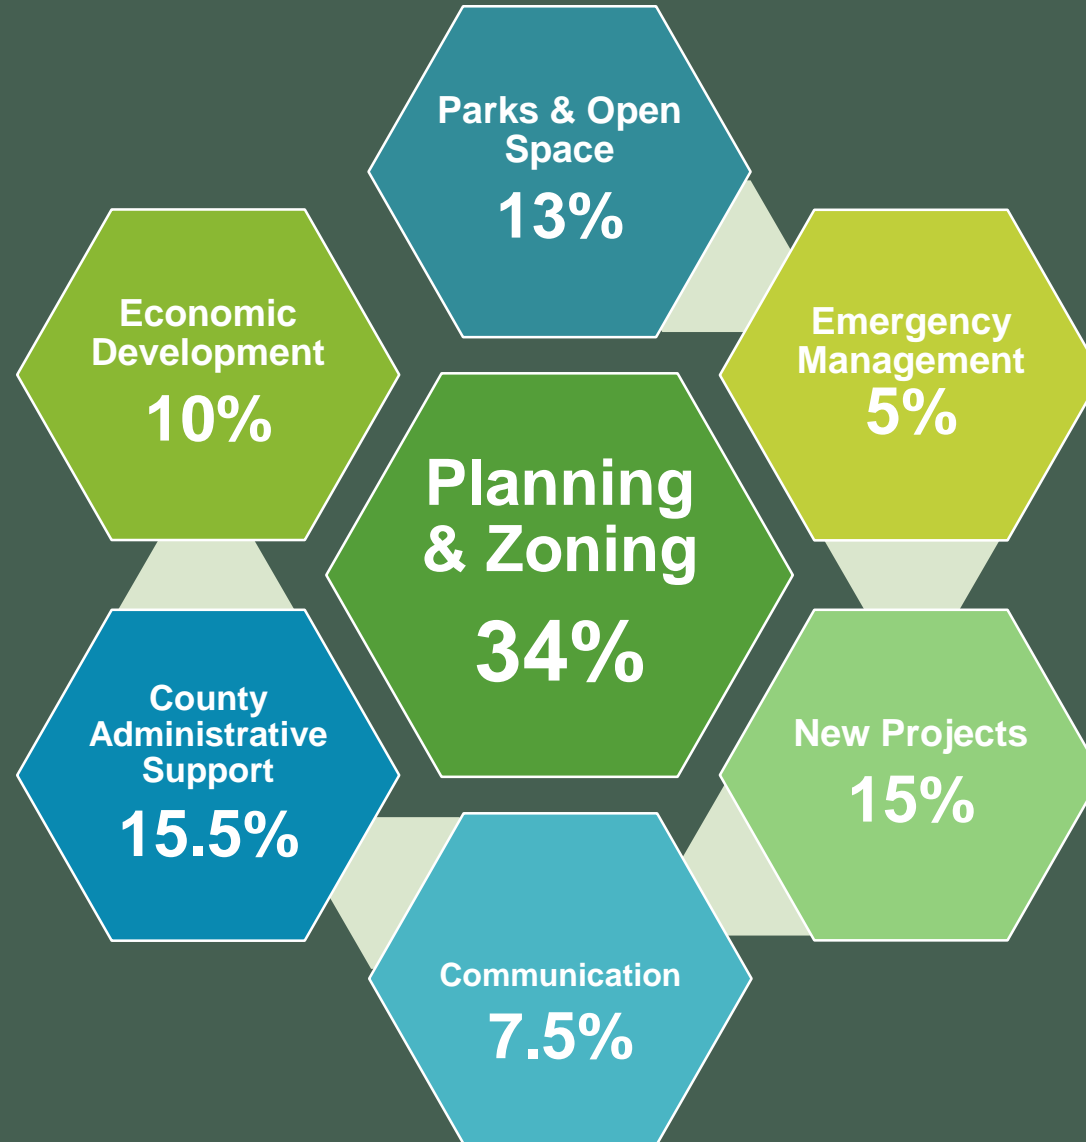 Parks & Open
Space
13%
Economic
Development
10%
Emergency
Management
5%
Planning
& Zoning
34%
County
Administrative
Support
15.5%
New Projects
15%
Communication
7.5%